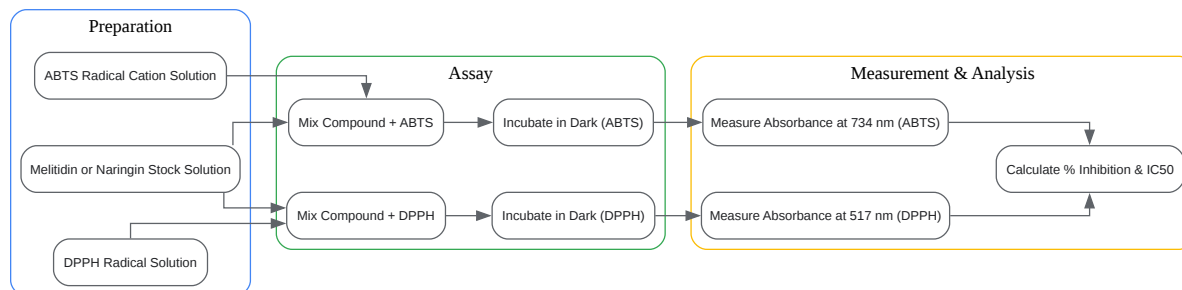 Preparation
ABTS Radical Cation Solution
Melitidin or Naringin Stock Solution
DPPH Radical Solution
Assay
Mix Compound + ABTS
Incubate in Dark (ABTS)
Mix Compound + DPPH
Incubate in Dark (DPPH)
Measurement & Analysis
Measure Absorbance at 734 nm (ABTS)
Measure Absorbance at 517 nm (DPPH)
Calculate % Inhibition & IC50